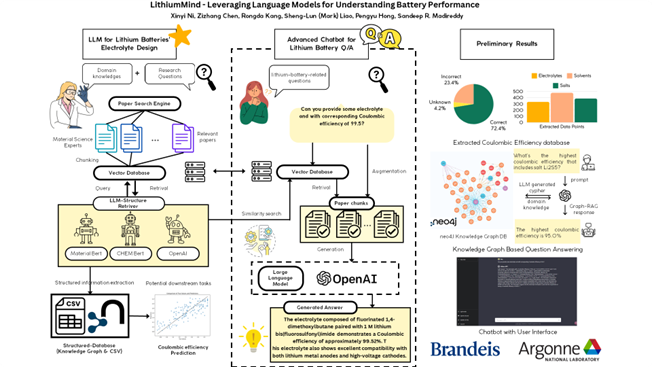 LithiumMind - Leveraging Language Models for Understanding Battery Performance
Xinyi Ni, Zizhang Chen, Rongda Kang, Sheng-Lun (Mark) Liao, Pengyu Hong, Sandeep R. Madireddy
LLM for Lithium Batteries'
Electrolyte Design
Domain
knowledges
+
Research
Questions
Paper Search Engine
Material Science
Experts
...
Relevant
papers
Chunking
Vector Database
Query
Retrival
LLM-Structure
Retriver
Material Bert
CHEM Bert
OpenAI
Structured information extraction
Potential downstream tasks
CSV
Structured-Database
(Knowledge Graph & CSV)
Coulombic efficiency
Prediction
Advanced Chatbot for
Lithium Battery Q/A
Q
A
lithium-battery-related
questions
Can you provide some electrolyte
and with corresponding Coulombic
efficiency of 99.5?
Vector Database
Augmentation
Retrival
Similarity search
Paper chunks
...
Generation
Large
Language
Model
OpenAI
Generated Answer
The electrolyte composed of fluorinated 1,4-
dimethoxybutane paired with 1 M lithium
bis(fluorosulfonyl)imide demonstrates a Coulombic
efficiency of approximately 99.52%. T
his electrolyte also shows excellent compatibility with
both lithium metal anodes and high-voltage cathodes.
Preliminary Results
Incorrect
23.4%
Unknown
4.2%
Correct
72.4%
Electrolytes
Solvents
Salts
500
400
300
200
100
0
Extracted Data Points
Extracted Coulombic Efficiency database
What's the highest
coulombic efficiency that
includes salt LI2S5?
LLM generated
cypher
prompt
domain
knowledge
Graph-RAG
response
neo4j
neo4J Knowledge Graph DB
The highest coulombic
efficiency is 95.0%
Knowledge Graph Based Question Answering
Chatbot with User Interface
Brandeis
Argonne
NATIONAL LABORATORY